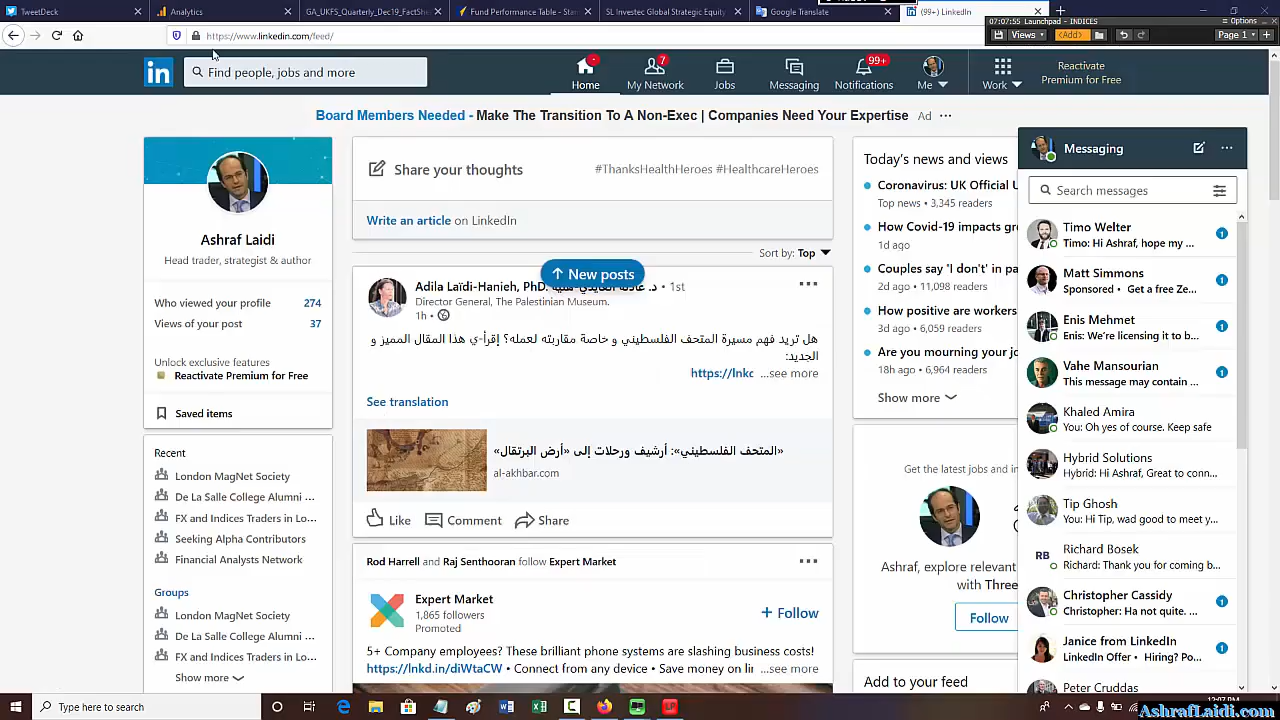 TweetDeck
Analytics
GA_UKFS_Quarterly_Dec19_FactShe
Fund Performance Table - Stan
SL Investec Global Strategic Equity
Google Translate
(99+) LinkedIn
07:07:55 Launchpad - INDICES
Options
Views
<Add>
Page 1
https://www.linkedin.com/feed/
in
Find people, jobs and more
Home
7
My Network
Jobs
Messaging
99+
Notifications
Me
Work
Reactivate
Premium for Free
Board Members Needed - Make The Transition To A Non-Exec | Companies Need Your Expertise Ad
Ashraf Laidi
Head trader, strategist & author
Who viewed your profile 274
Views of your post 37
Unlock exclusive features
Reactivate Premium for Free
Saved items
Recent
London MagNet Society
De La Salle College Alumni ...
FX and Indices Traders in Lo...
Seeking Alpha Contributors
Financial Analysts Network
Groups
London MagNet Society
De La Salle College Alumni ...
FX and Indices Traders in Lo...
Show more
Share your thoughts
#ThanksHealthHeroes #HealthcareHeroes
Write an article on LinkedIn
Sort by: Top
New posts
Adila Laïdi-Hanieh, PhD. • 1st
Director General, The Palestinian Museum.
1h •
هل تريد فهم مسيرة المتحف الفلسطيني و خاصة مقاربته لعمله؟ إقرأ-ي هذا المقال المميز و
الجديد:
https://lnkc ...see more
See translation
«المتحف الفلسطيني»: أرشيف ورحلات إلى «أرض البرتقال»
al-akhbar.com
Like
Comment
Share
Rod Harrell and Raj Senthooran follow Expert Market
Expert Market
1,865 followers
Promoted
+ Follow
5+ Company employees? These brilliant phone systems are slashing business costs!
https://lnkd.in/diWtaCW • Connect from any device • Save money on lir ...see more
Today's news and views
Coronavirus: UK Official U
Top news • 3,345 readers
How Covid-19 impacts gr
1d ago
Couples say 'I don't' in pa
2d ago • 11,098 readers
How positive are workers
3d ago • 6,059 readers
Are you mourning your jo
18h ago • 6,964 readers
Show more
Get the latest jobs and in
Ashraf, explore relevant
with Three
Follow
Add to your feed
Messaging
Search messages
Timo Welter
Timo: Hi Ashraf, hope my ...
1
Matt Simmons
Sponsored • Get a free Ze...
1
Enis Mehmet
Enis: We're licensing it to b...
1
Vahe Mansourian
This message may contain ...
1
Khaled Amira
You: Oh yes of course. Keep safe
Hybrid Solutions
Hybrid: Hi Ashraf, Great to conn...
Tip Ghosh
You: Hi Tip, wad good to meet y...
RB
Richard Bosek
Richard: Thank you for coming b...
Christopher Cassidy
Christopher: Ha not quite. ...
1
Janice from LinkedIn
LinkedIn Offer • Hiring? Po...
1
Peter Cruddas
Type here to search
AshrafLaidi.com